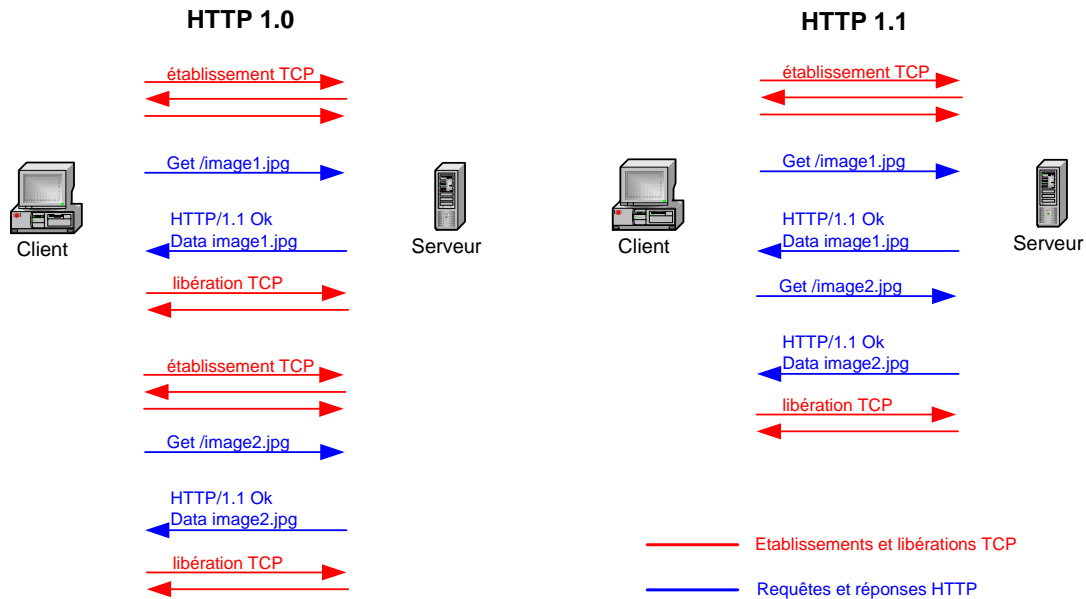 HTTP 1.0
établissement TCP
Get /image1.jpg
Client
HTTP/1.1 Ok
Data image1.jpg
Serveur
libération TCP
établissement TCP
Get /image2.jpg
HTTP/1.1 Ok
Data image2.jpg
libération TCP
HTTP 1.1
établissement TCP
Get /image1.jpg
Client
HTTP/1.1 Ok
Data image1.jpg
Serveur
Get /image2.jpg
HTTP/1.1 Ok
Data image2.jpg
libération TCP
Etablissements et libérations TCP
Requêtes et réponses HTTP